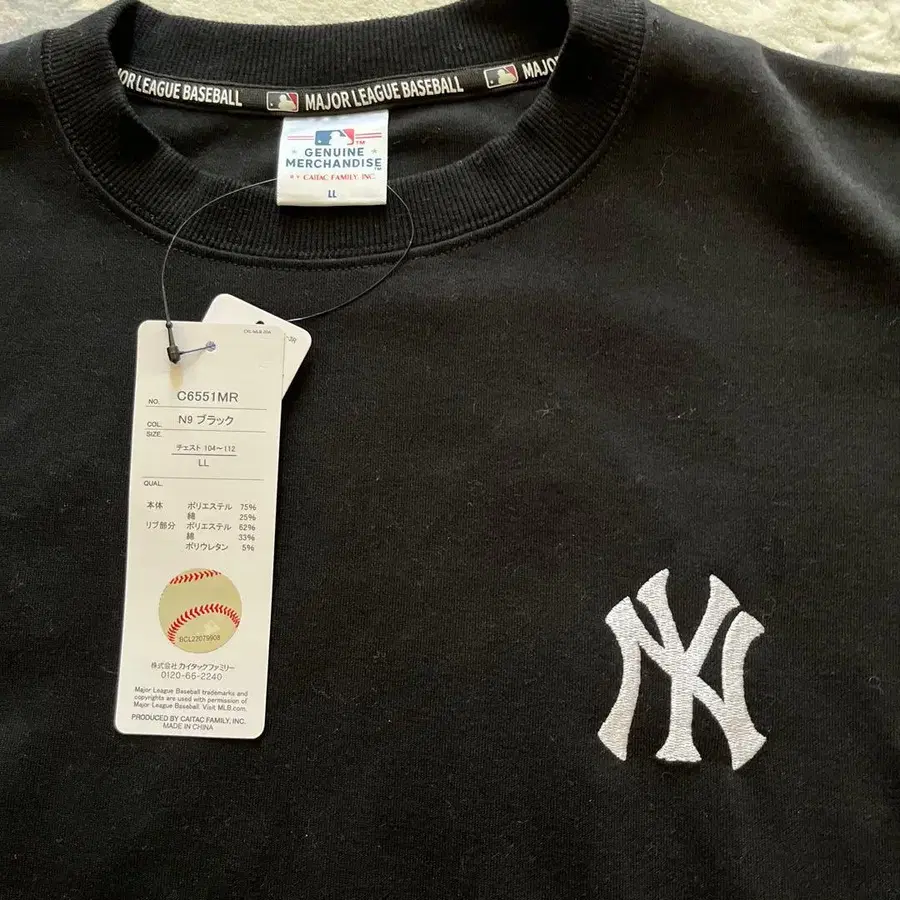 OR LEAGUE BASEBALL MAJOR LEAGUE BASEBALL MAJO
TM
GENUINE
MERCHANDISE
BY CAITAC FAMILY, INC.
LL
NO. C6551MR
COL. N9 ブラック
SIZE.
チェスト 104～112
LL
QUAL.
本体 ポリエステル 75%
綿 25%
リブ部分 ポリエステル 62%
綿 33%
ポリウレタン 5%
BCL27079908
株式会社 カイタックファミリー
0120-66-2240
Major League Baseball trademarks and
copyrights are used with permission of
Major League Baseball. Visit MLB.com.
PRODUCED BY CAITAC FAMILY, INC.
MADE IN CHINA
NY